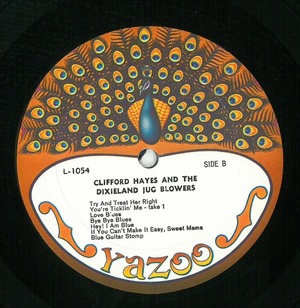 L-1054
SIDE B
CLIFFORD HAYES AND THE
DIXIELAND JUG BLOWERS
Try And Treat Her Right
You're Ticklin' Me - take 1
Love Blues
Bye Bye Blues
Hey! I Am Blue
If You Can't Make It Easy, Sweet Mama
Blue Guitar Stomp
yazoo